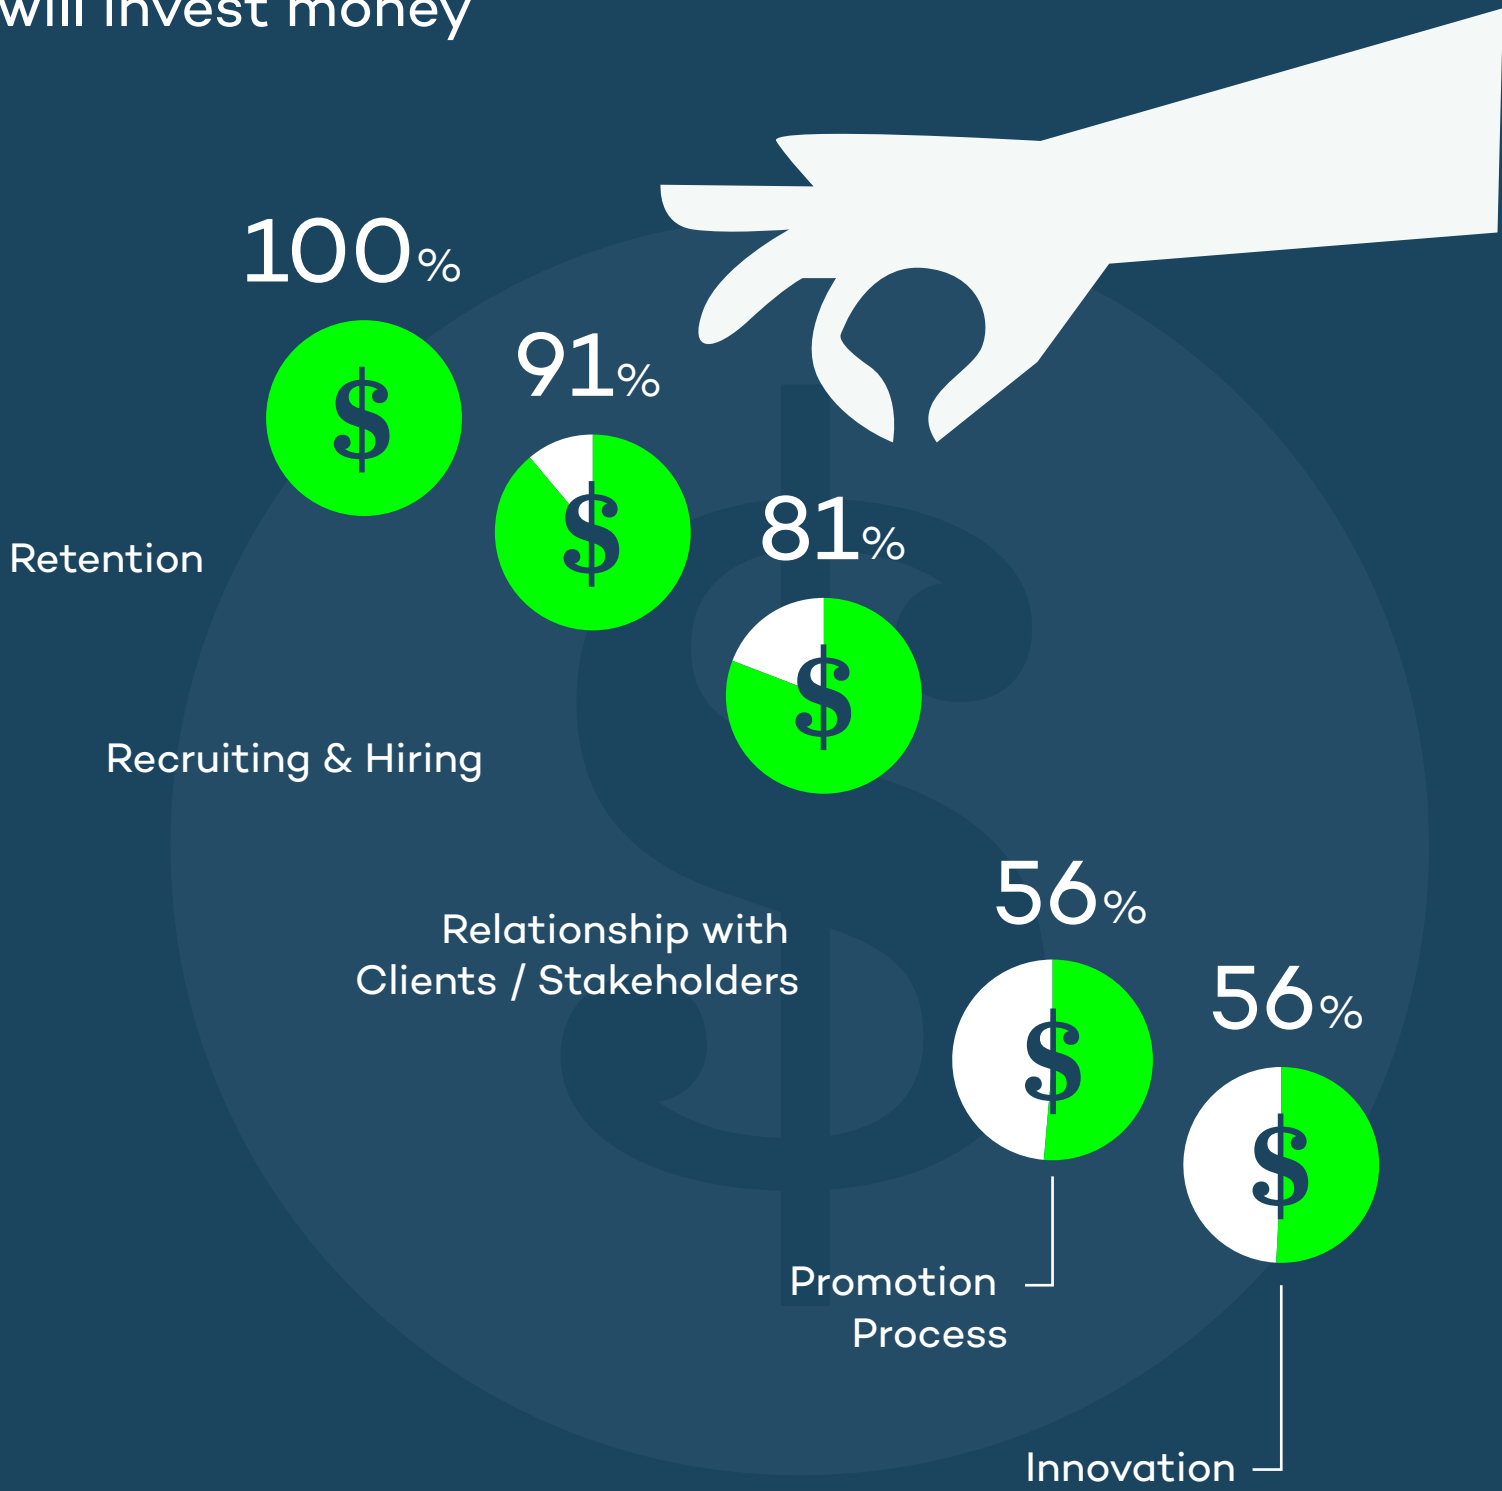 will invest money
100%
$
Retention
91%
$
Recruiting & Hiring
81%
$
Relationship with
Clients / Stakeholders
56%
$
Promotion
Process
56%
$
Innovation